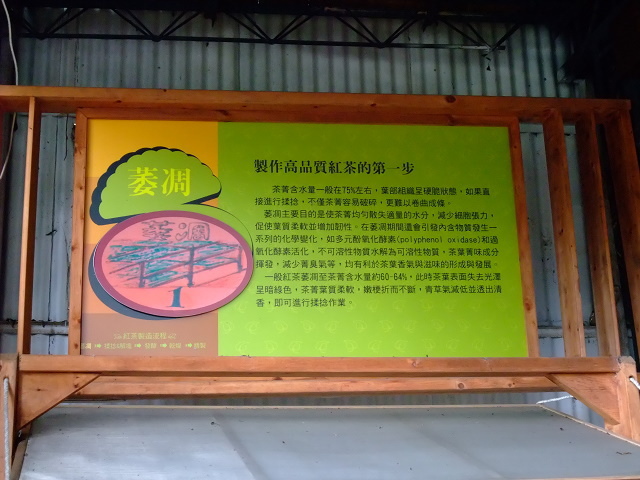 製作高品質紅茶的第一步
萎凋
茶菁含水量一般在75%左右，葉部組織呈硬脆狀態，如果直
接進行揉捻，不僅茶菁容易破碎，更難以卷曲成條。
萎凋主要目的是使茶菁均勻散失適量的水分，減少細胞張力，
促使葉質柔軟並增加韌性。在萎凋期間還會引發內含物質發生一
系列的化學變化，如多元酚氧化酵素(polyphenol oxidase)和過
氧化酵素活化，不可溶性物質水解為可溶性物質，茶葉菁味成分
揮發，減少菁臭氣等，均有利於茶葉香氣與滋味的形成與發展。
一般紅茶萎凋至茶菁含水量約60-64%，此時茶葉表面失去光澤
呈暗綠色，茶菁葉質柔軟，嫩梗折而不斷，青草氣減低並透出清
香，即可進行揉捻作業。
萎凋
1
紅茶製造流程